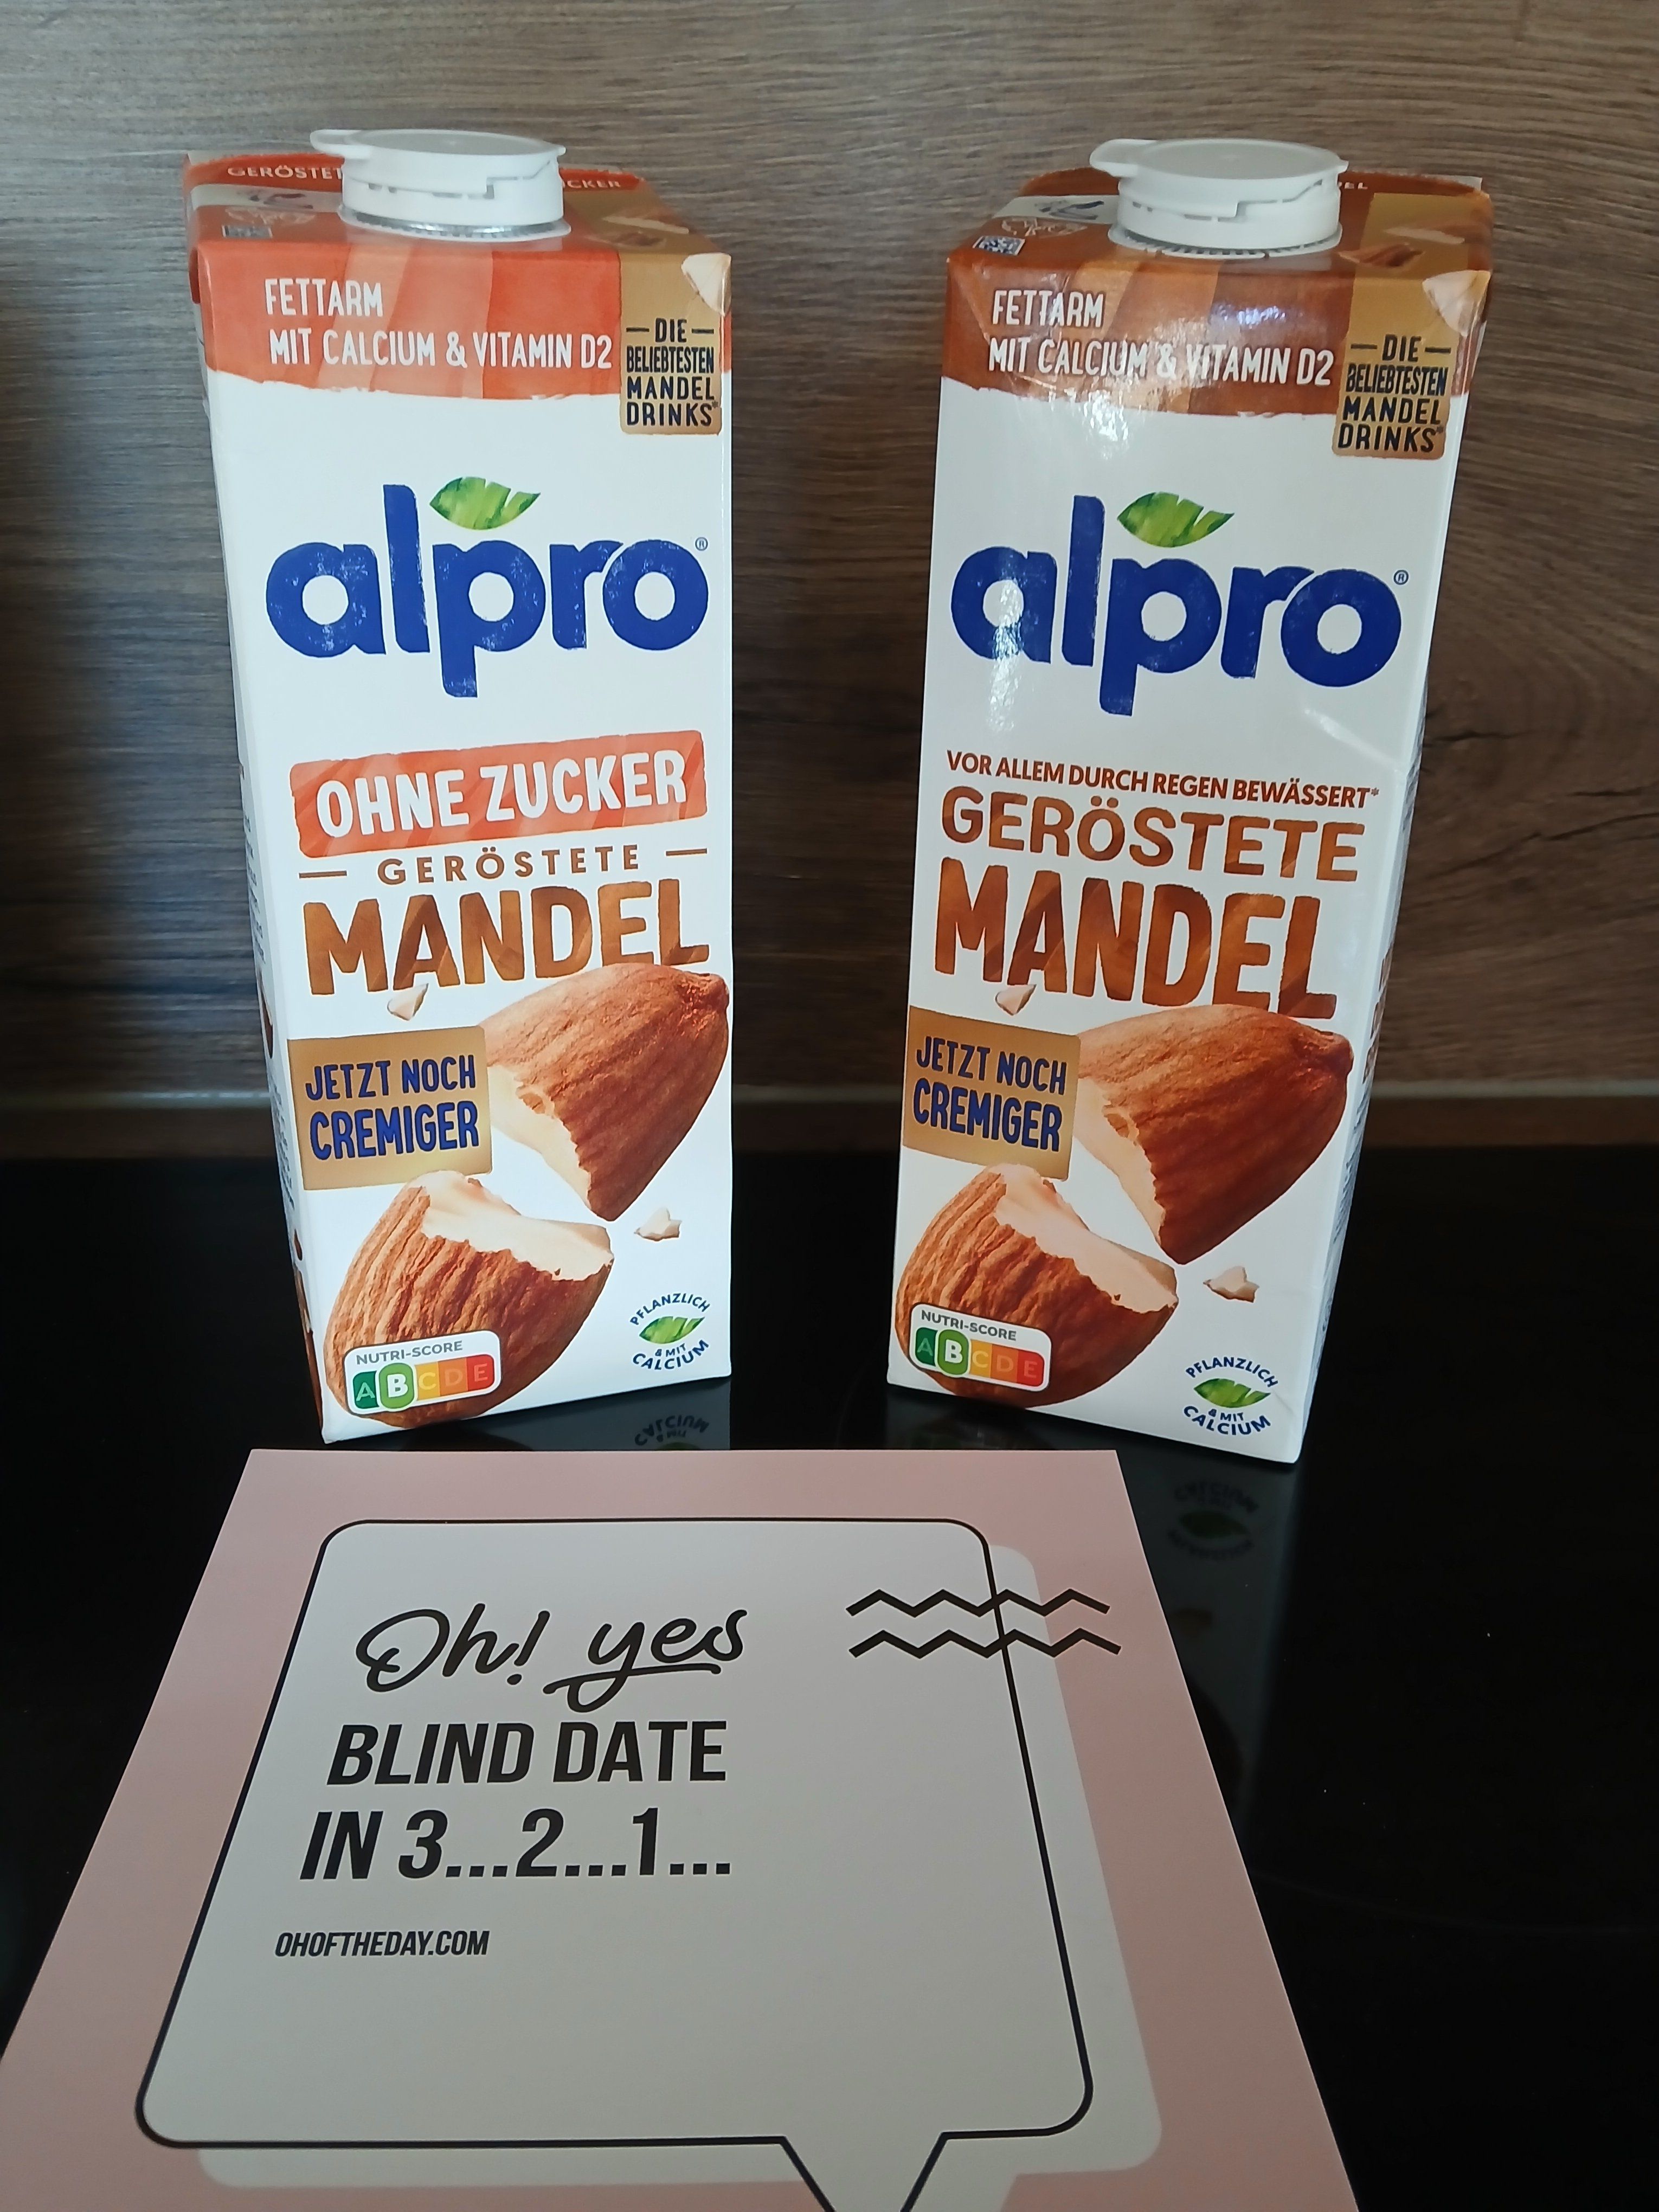 GERÖSTET
CKER
FETTARM
MIT CALCIUM & VITAMIN D2
DIE
BELIEBTESTEN
MANDEL
DRINKS*
alpro®
OHNE ZUCKER
GERÖSTETE
MANDEL
JETZT NOCH
CREMIGER
NUTRI-SCORE
A B C D E
PFLANZLICH
& MIT
CALCIUM
FETTARM
MIT CALCIUM & VITAMIN D2
DIE
BELIEBTESTEN
MANDEL
DRINKS*
alpro®
VOR ALLEM DURCH REGEN BEWÄSSERT*
GERÖSTETE
MANDEL
JETZT NOCH
CREMIGER
NUTRI-SCORE
A B C D E
PFLANZLICH
& MIT
CALCIUM
Oh! yes
BLIND DATE
IN 3...2...1...
OHOFTHEDAY.COM